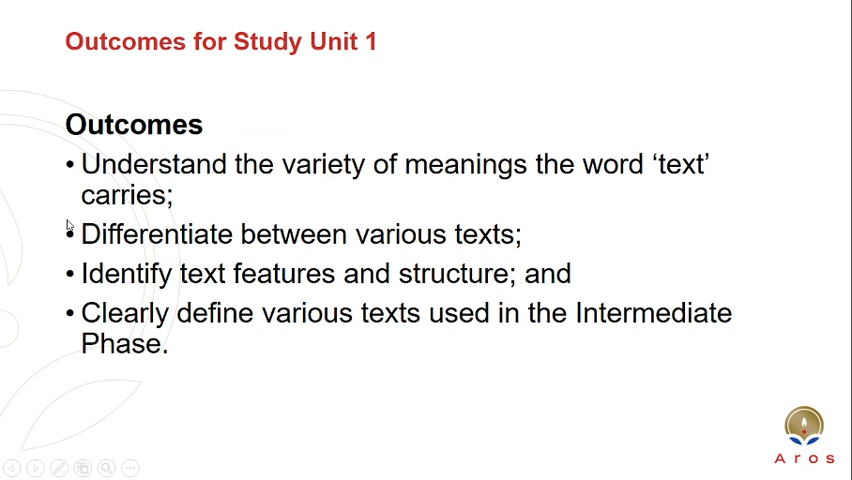 Outcomes for Study Unit 1
Outcomes
• Understand the variety of meanings the word ‘text’
carries;
• Differentiate between various texts;
• Identify text features and structure; and
• Clearly define various texts used in the Intermediate
Phase.
Aros